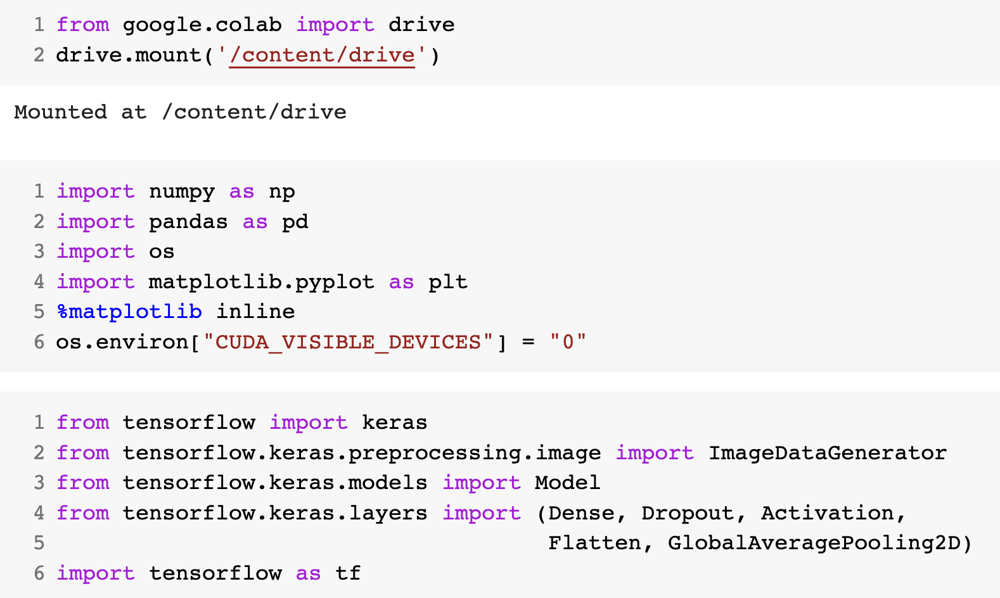 1 from google.colab import drive
2 drive.mount('/content/drive')
Mounted at /content/drive
1 import numpy as np
2 import pandas as pd
3 import os
4 import matplotlib.pyplot as plt
5 %matplotlib inline
6 os.environ["CUDA_VISIBLE_DEVICES"] = "0"
1 from tensorflow import keras
2 from tensorflow.keras.preprocessing.image import ImageDataGenerator
3 from tensorflow.keras.models import Model
4 from tensorflow.keras.layers import (Dense, Dropout, Activation,
5                                     Flatten, GlobalAveragePooling2D)
6 import tensorflow as tf